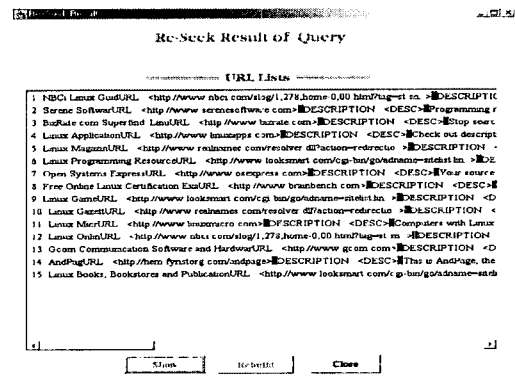 Re-Seek Result of Query
URL Lists
1 NBCi Linux GuidURL <http://www nbci com/slog/1,278,home-0,00 html?tag=st sn >DESCRIPTIC
2 Serene SoftwarURL <http://www serenesoftware com>DESCRIPTION <DESC>Programming r
3 BizRate com Superfind LinuURL <http://www bizrate com>DESCRIPTION <DESC>Stop searc
4 Linux ApplicationURL <http://www linuxapps com>DESCRIPTION <DESC>Check out descript
5 Linux MagazinURL <http://www realnames com/resolver dll?action=redirectio >DESCRIPTION
6 Linux Programming ResourceURL <http://www looksmart com/cgi-bin/go/adname=sitehst lin >DE
7 Open Systems ExpressURL <http://www osexpress com>DESCRIPTION <DESC>Your source
8 Free Online Linux Certification ExaURL <http://www brainbench com>DESCRIPTION <DESC>
9 Linux GameURL <http://www looksmart com/cgi bin/go/adname=sitehst lin >DESCRIPTION <D
10 Linux GazettURL <http://www realnames com/resolver dll?action=redirectio >DESCRIPTION <
11 Linux MicrURL <http://www linuxmicro com>DESCRIPTION <DESC>Computers with Linux
12 Linux OnlinURL <http://www nbci com/slog/1,278,home-0,00 html?tag=st sn >DESCRIPTION
13 Gcom Communication Software and HardwarURL <http://www gcom com>DESCRIPTION <D
14 AndPagURL <http://hem fyristorg com/andpage>DESCRIPTION <DESC>This is AndPage, the
15 Linux Books, Bookstores and PublicationURL <http://www looksmart com/cgi-bin/go/adname=siteh
Show Rebuild Close